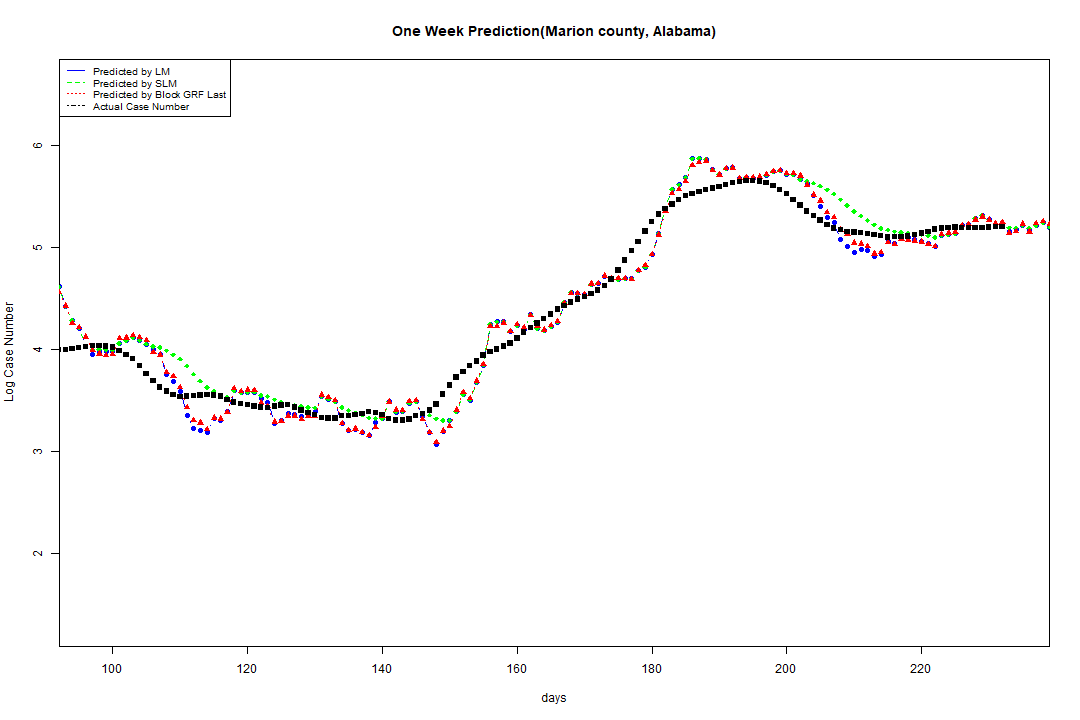 One Week Prediction(Marion county, Alabama)
Predicted by LM
Predicted by SLM
Predicted by Block GRF Last
Actual Case Number
6
5
4
3
2
Log Case Number
100 120 140 160 180 200 220
days